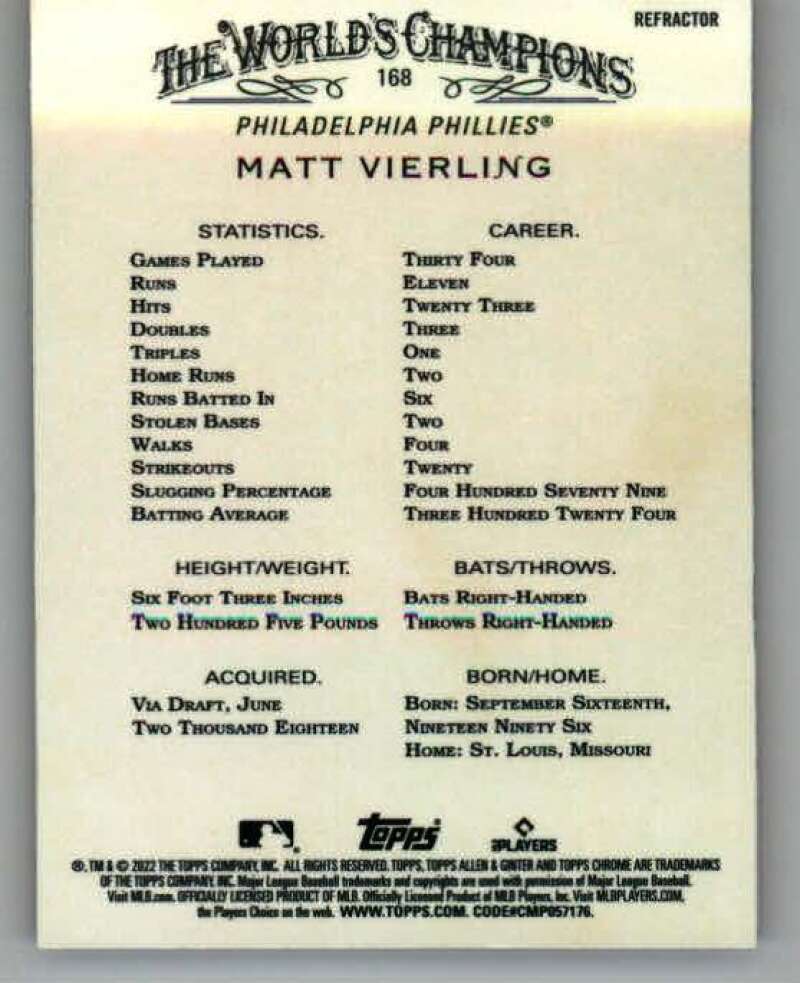 REFRACTOR
THE WORLD'S CHAMPIONS
168
PHILADELPHIA PHILLIES®
MATT VIERLING
STATISTICS. CAREER.
GAMES PLAYED THIRTY FOUR
RUNS ELEVEN
HITS TWENTY THREE
DOUBLES THREE
TRIPLES ONE
HOME RUNS TWO
RUNS BATTED IN SIX
STOLEN BASES TWO
WALKS FOUR
STRIKEOUTS TWENTY
SLUGGING PERCENTAGE FOUR HUNDRED SEVENTY NINE
BATTING AVERAGE THREE HUNDRED TWENTY FOUR
HEIGHT/WEIGHT. BATS/THROWS.
SIX FOOT THREE INCHES BATS RIGHT-HANDED
TWO HUNDRED FIVE POUNDS THROWS RIGHT-HANDED
ACQUIRED. BORN/HOME.
VIA DRAFT, JUNE BORN: SEPTEMBER SIXTEENTH,
TWO THOUSAND EIGHTEEN NINETEEN NINETY SIX
HOME: ST. LOUIS, MISSOURI
TOPPS PLAYERS
®, TM & © 2022 THE TOPPS COMPANY, INC. ALL RIGHTS RESERVED. TOPPS, TOPPS ALLEN & GINTER AND TOPPS CHROME ARE TRADEMARKS
OF THE TOPPS COMPANY, INC. Major League Baseball trademarks and copyrights are used with permission of Major League Baseball.
Visit MLB.com. OFFICIALLY LICENSED PRODUCT OF MLB Players, Inc. Visit MLBPLAYERS.COM,
the Players Choice on the web. WWW.TOPPS.COM. CODE#CMP057176.